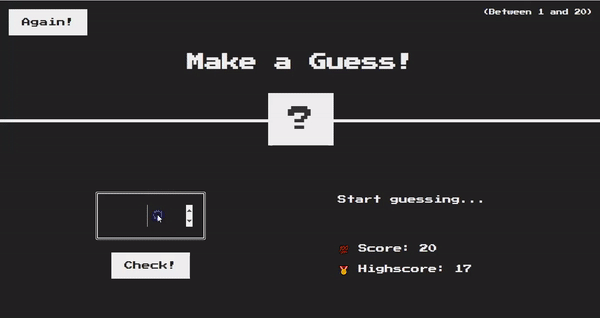 Again!
(Between 1 and 20)
Make a Guess!
?
Start guessing...
Check!
Score: 20
Highscore: 17